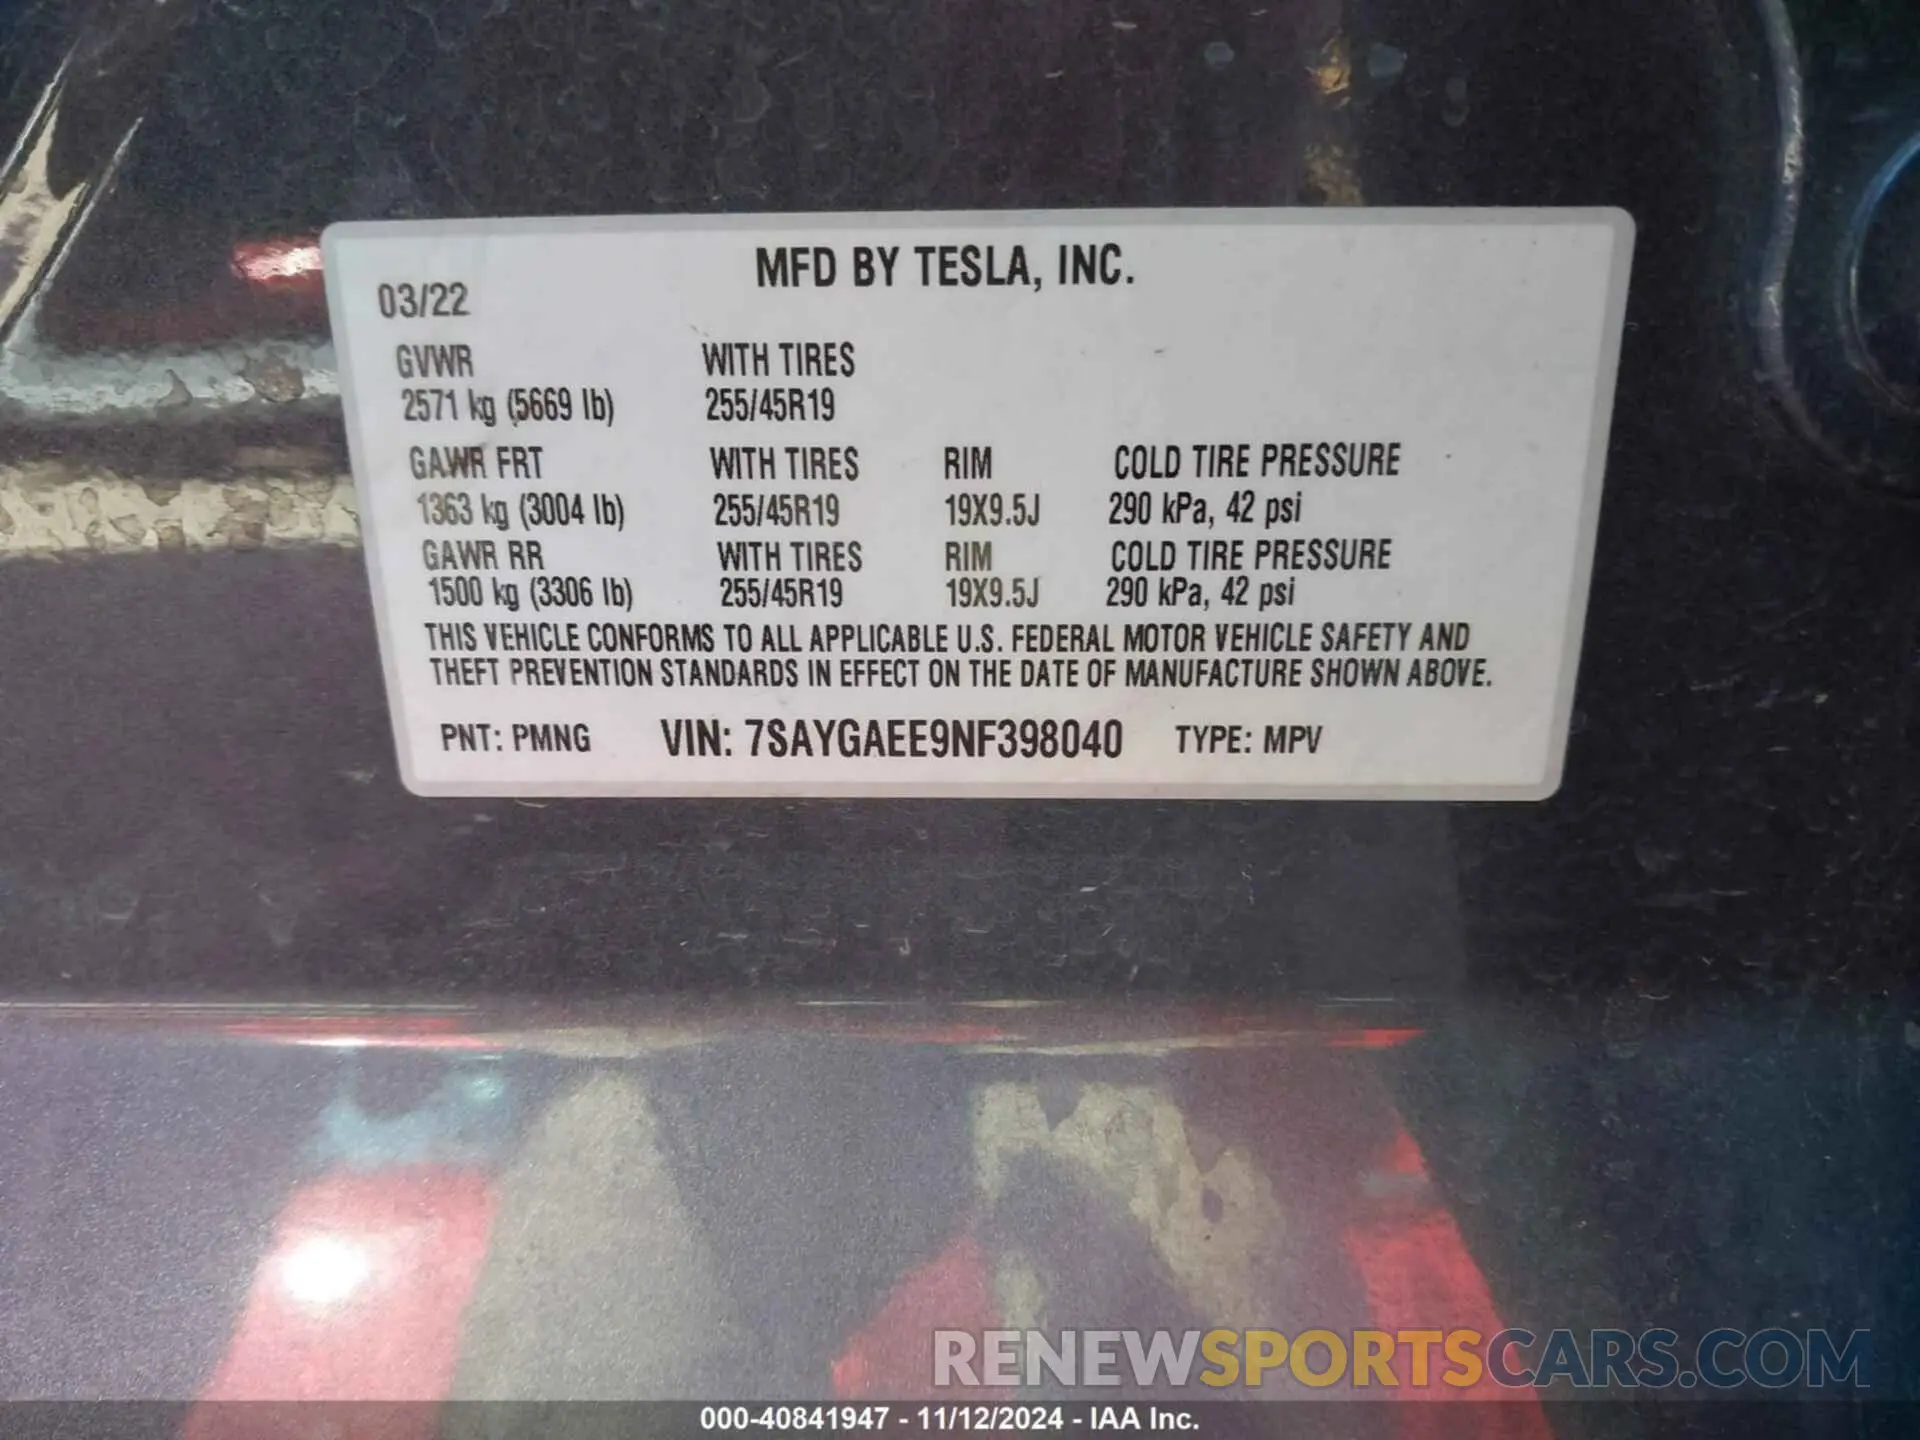 MFD BY TESLA, INC.
03/22
GVWR WITH TIRES
2571 kg (5669 lb) 255/45R19
GAWR FRT WITH TIRES RIM COLD TIRE PRESSURE
1363 kg (3004 lb) 255/45R19 19X9.5J 290 kPa, 42 psi
GAWR RR WITH TIRES RIM COLD TIRE PRESSURE
1500 kg (3306 lb) 255/45R19 19X9.5J 290 kPa, 42 psi
THIS VEHICLE CONFORMS TO ALL APPLICABLE U.S. FEDERAL MOTOR VEHICLE SAFETY AND
THEFT PREVENTION STANDARDS IN EFFECT ON THE DATE OF MANUFACTURE SHOWN ABOVE.
PNT: PMNG VIN: 7SAYGAEE9NF398040 TYPE: MPV
RENEWSPORTSCARS.COM
000-40841947 - 11/12/2024 - IAA Inc.